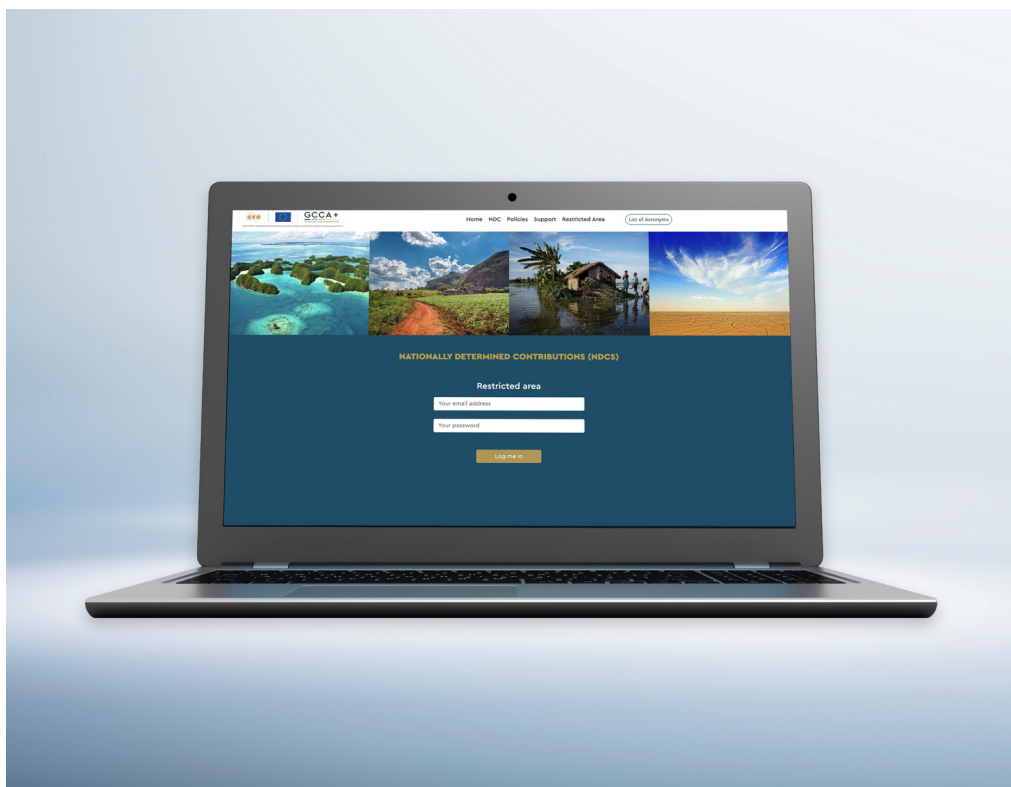 GCCA+
Home NDC Policies Support Restricted Area List of Acronyms
NATIONALLY DETERMINED CONTRIBUTIONS (NDCS)
Restricted area
Your email address
Your password
Log me in